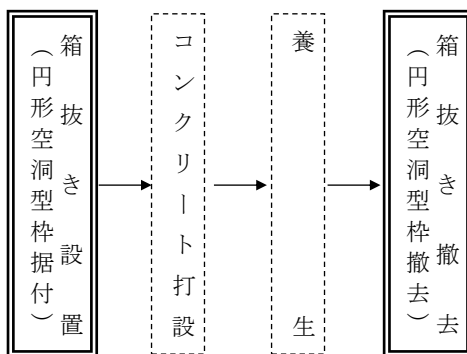 箱抜き設置
（円形空洞型枠据付）
コンクリート打設
養生
箱抜き撤去
（円形空洞型枠撤去）